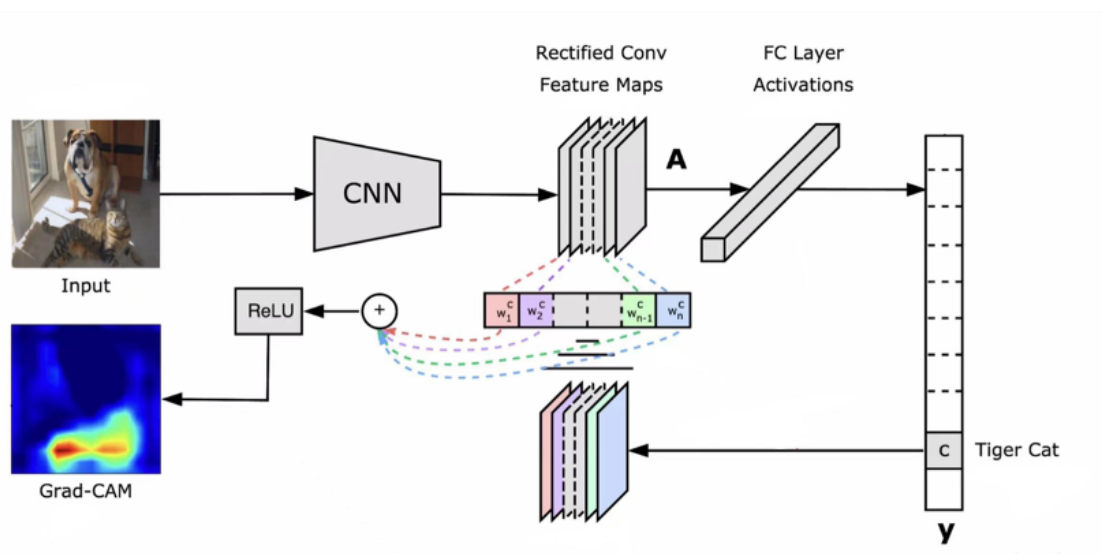 Rectified Conv
Feature Maps
FC Layer
Activations
CNN
A
Input
ReLU
+
w1c
w2c
wn-1c
wnc
Grad-CAM
c
Tiger Cat
y